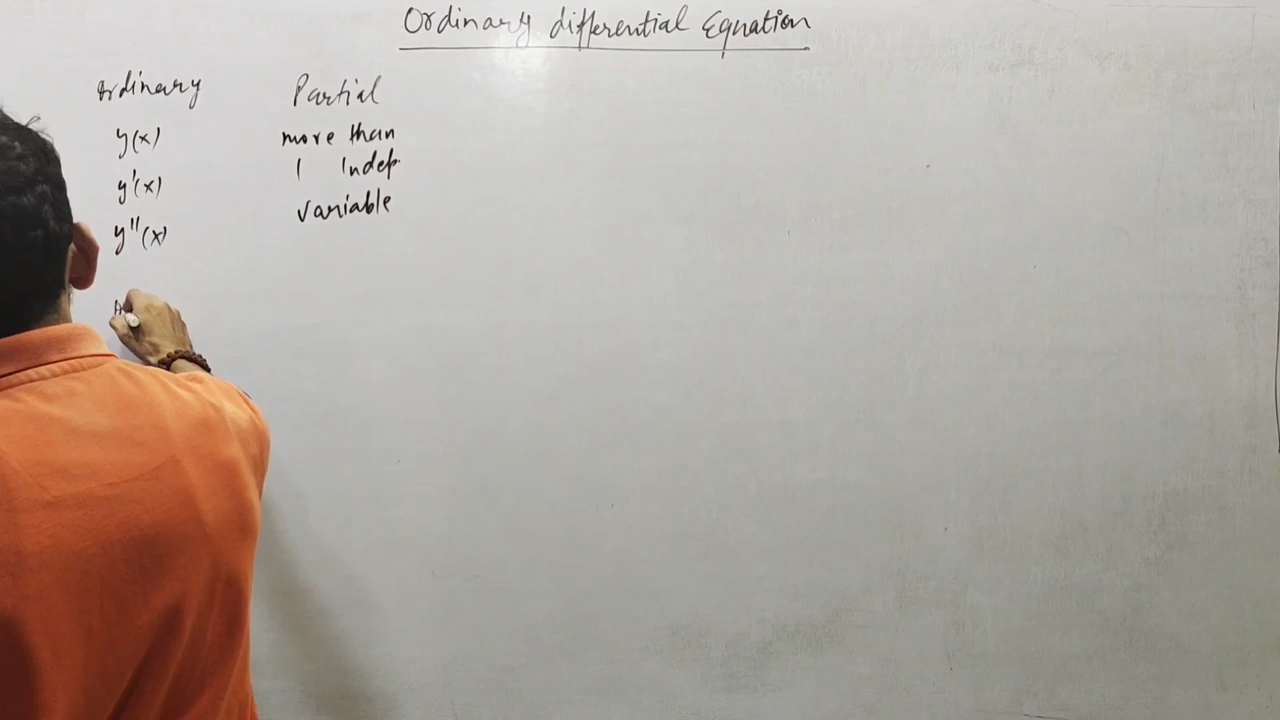 Ordinary differential Equation
Ordinary
y(x)
y'(x)
y''(x)
Partial
more than
1 Indep.
variable